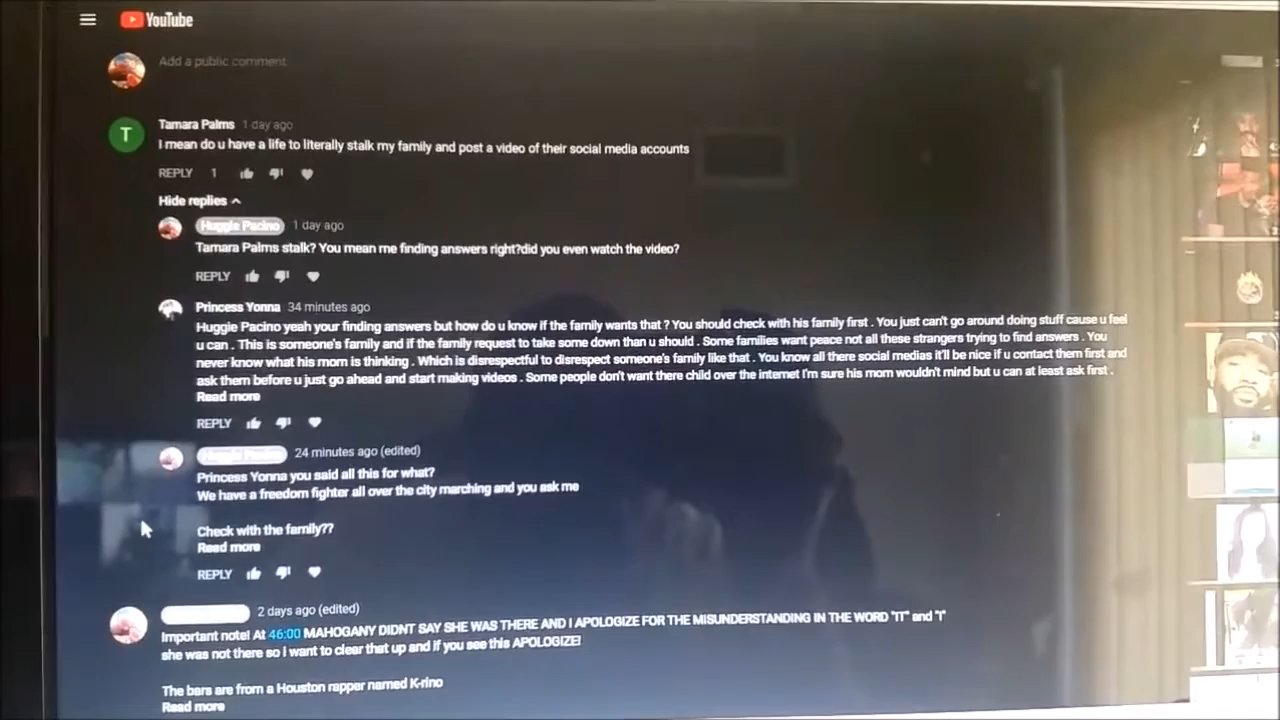 YouTube
Add a public comment
T
Tamara Palms 1 day ago
I mean do u have a life to literally stalk my family and post a video of their social media accounts
REPLY 1
Hide replies
Huggie Pacino 1 day ago
Tamara Palms stalk? You mean me finding answers right?did you even watch the video?
REPLY
Princess Yonna 34 minutes ago
Huggie Pacino yeah your finding answers but how do u know if the family wants that ? You should check with his family first . You just can't go around doing stuff cause u feel
u can . This is someone's family and if the family request to take some down than u should . Some families want peace not all these strangers trying to find answers . You
never know what his mom is thinking . Which is disrespectful to disrespect someone's family like that . You know all there social medias it'll be nice if u contact them first and
ask them before u just go ahead and start making videos . Some people don't want there child over the internet I'm sure his mom wouldn't mind but u can at least ask first .
Read more
REPLY
24 minutes ago (edited)
Princess Yonna you said all this for what?
We have a freedom fighter all over the city marching and you ask me
Check with the family??
Read more
REPLY
2 days ago (edited)
Important note! At 46:00 MAHOGANY DIDNT SAY SHE WAS THERE AND I APOLOGIZE FOR THE MISUNDERSTANDING IN THE WORD "IT" and "I"
she was not there so I want to clear that up and if you see this APOLOGIZE!
The bars are from a Houston rapper named K-rino
Read more